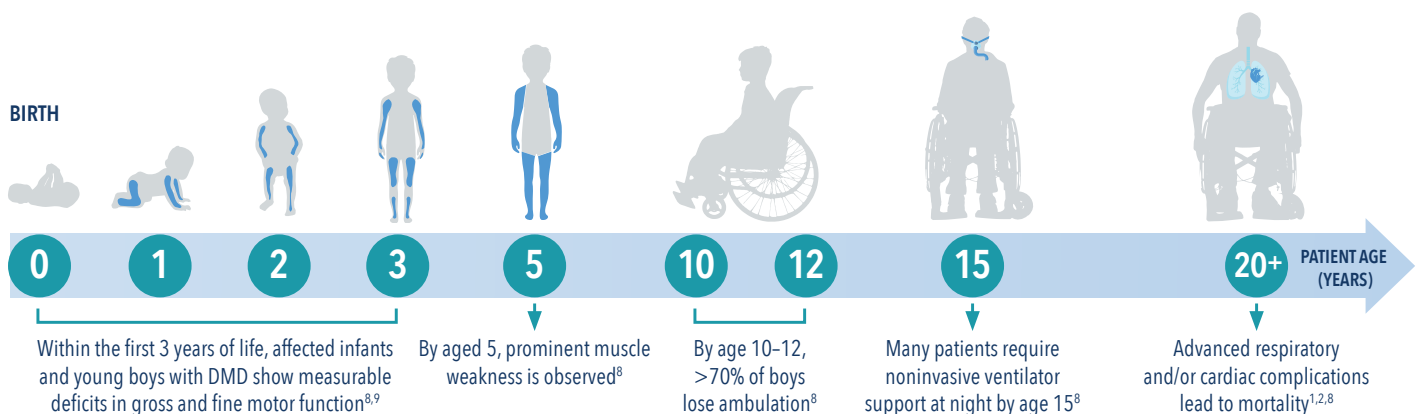 BIRTH
0
1
2
3
5
10
12
15
20+
PATIENT AGE
(YEARS)
Within the first 3 years of life, affected infants
and young boys with DMD show measurable
deficits in gross and fine motor function8,9
By aged 5, prominent muscle
weakness is observed8
By age 10–12,
>70% of boys
lose ambulation8
Many patients require
noninvasive ventilator
support at night by age 158
Advanced respiratory
and/or cardiac complications
lead to mortality1,2,8